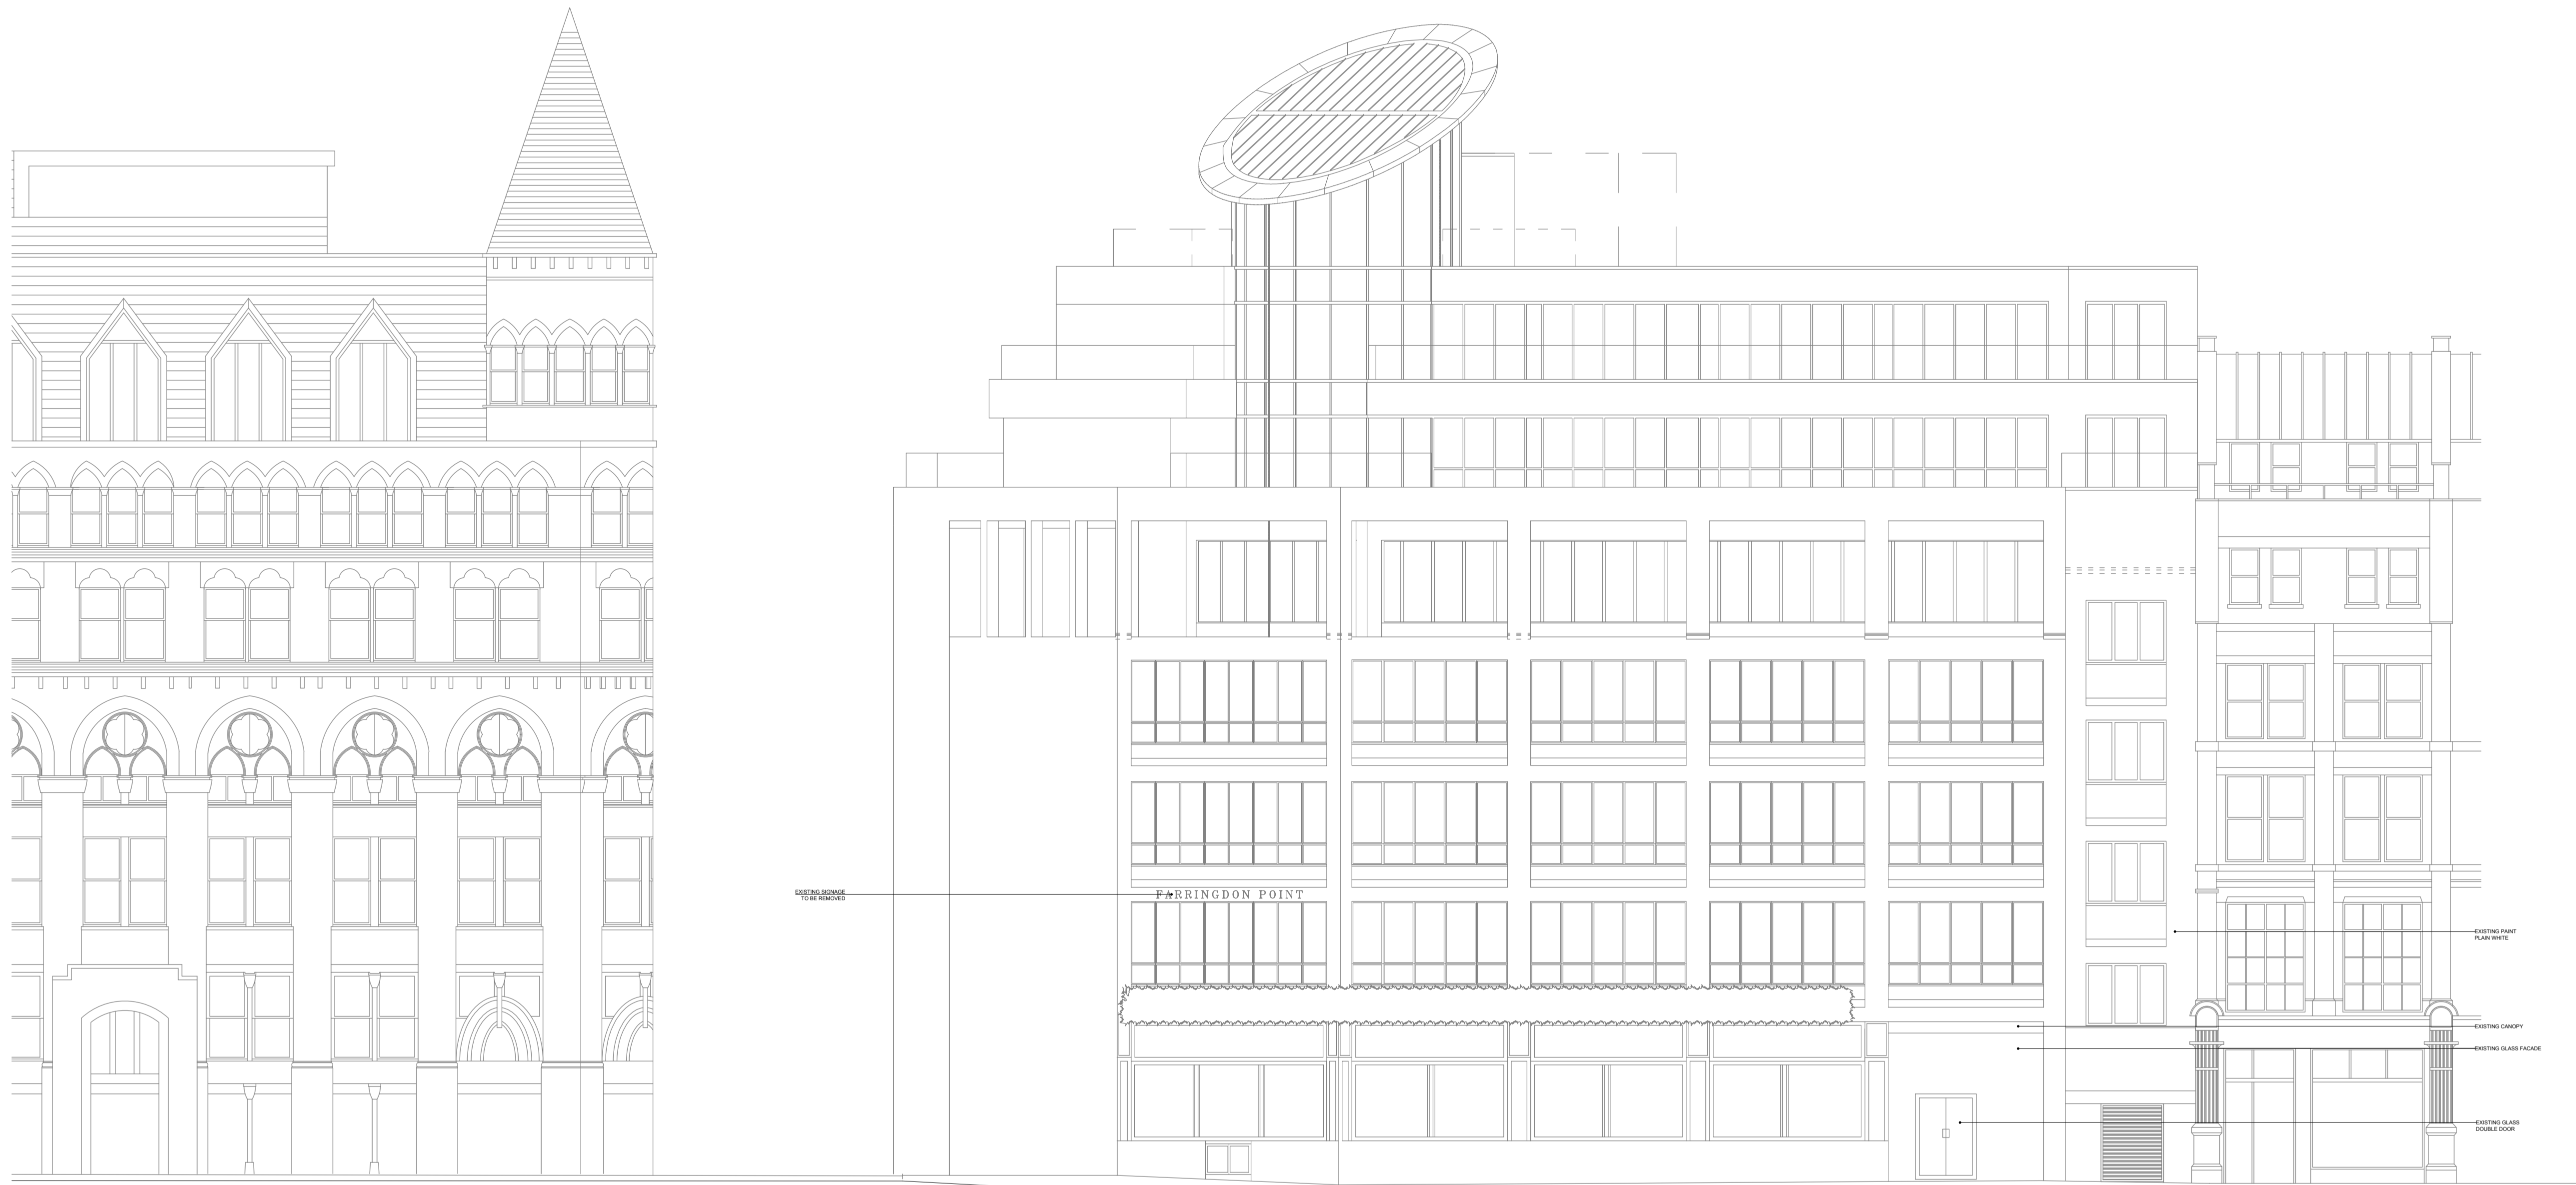 EXISTING SIGNAGE
TO BE REMOVED
FARRINGDON POINT
EXISTING PAINT
PLAIN WHITE
EXISTING CANOPY
EXISTING GLASS FACADE
EXISTING GLASS
DOUBLE DOOR